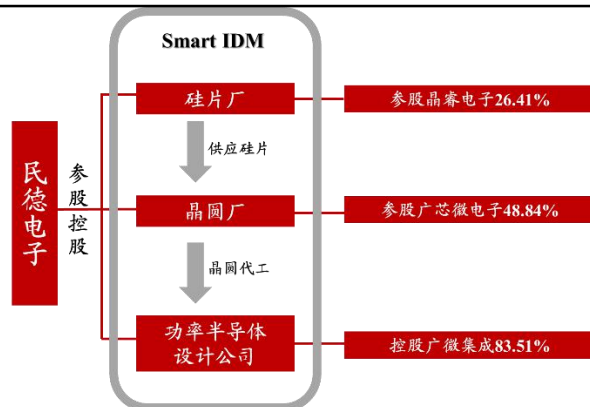 Smart IDM
硅片厂
参股晶睿电子26.41%
供应硅片
民德电子
参股控股
晶圆厂
参股广芯微电子48.84%
晶圆代工
功率半导体
设计公司
控股广微集成83.51%